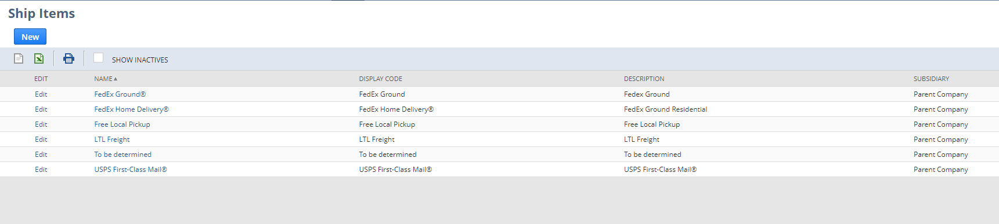 Ship Items
New
SHOW INACTIVES
EDIT NAME DISPLAY CODE DESCRIPTION SUBSIDIARY
Edit FedEx Ground® FedEx Ground Fedex Ground Parent Company
Edit FedEx Home Delivery® FedEx Home Delivery® FedEx Ground Residential Parent Company
Edit Free Local Pickup Free Local Pickup Free Local Pickup Parent Company
Edit LTL Freight LTL Freight LTL Freight Parent Company
Edit To be determined To be determined To be determined Parent Company
Edit USPS First-Class Mail® USPS First-Class Mail® USPS First-Class Mail® Parent Company